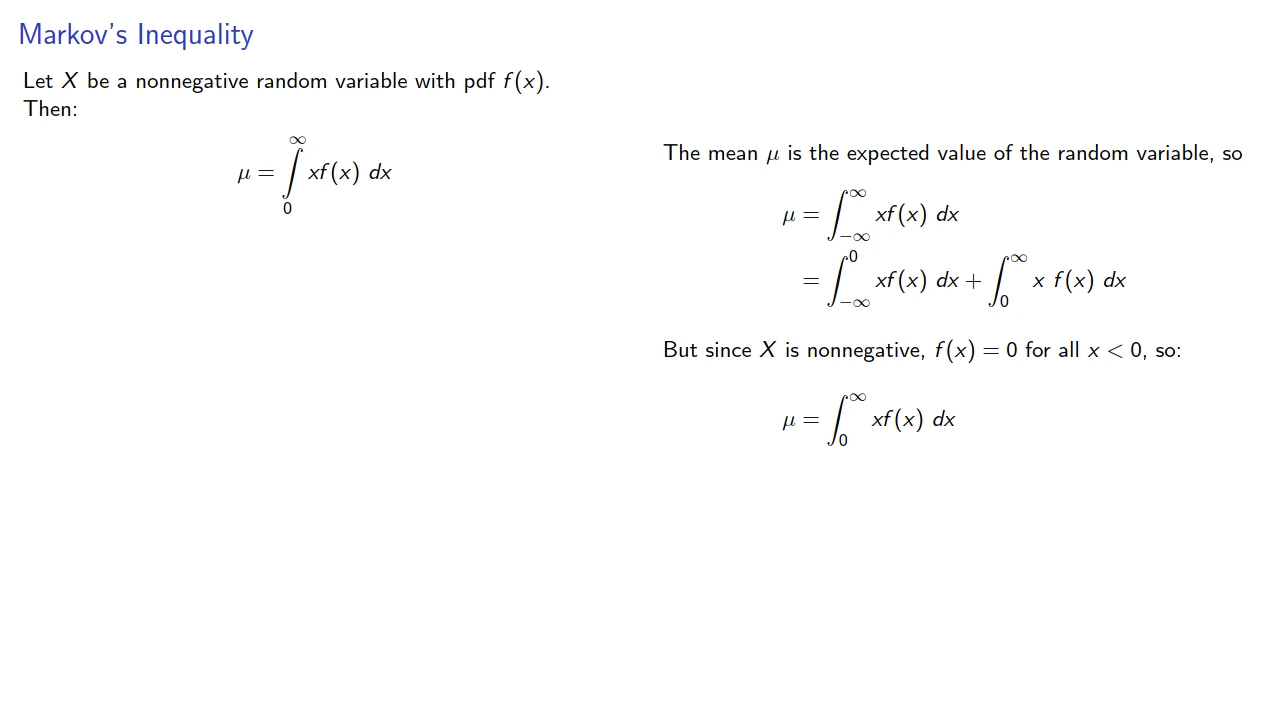 Markov's Inequality
Let X be a nonnegative random variable with pdf f(x).
Then:
μ = ∫₀^∞ xf(x) dx
The mean μ is the expected value of the random variable, so
μ = ∫_{−∞}^{∞} xf(x) dx
= ∫_{−∞}^{0} xf(x) dx + ∫₀^∞ x f(x) dx
But since X is nonnegative, f(x) = 0 for all x < 0, so:
μ = ∫₀^∞ xf(x) dx